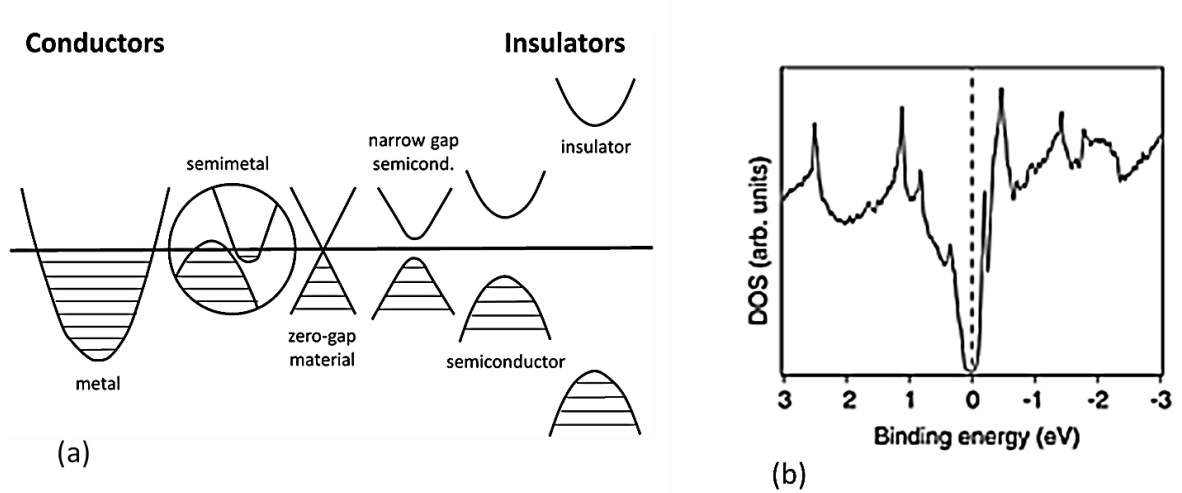 Conductors
Insulators
insulator
narrow gap
semicond.
semimetal
zero-gap
material
semiconductor
metal
(a)
DOS (arb. units)
3 2 1 0 -1 -2 -3
Binding energy (eV)
(b)